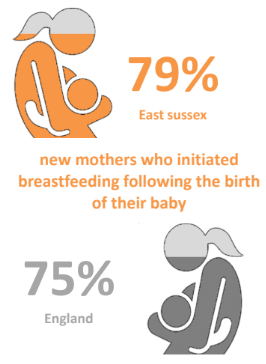 79%
East sussex
new mothers who initiated
breastfeeding following the birth
of their baby
75%
England